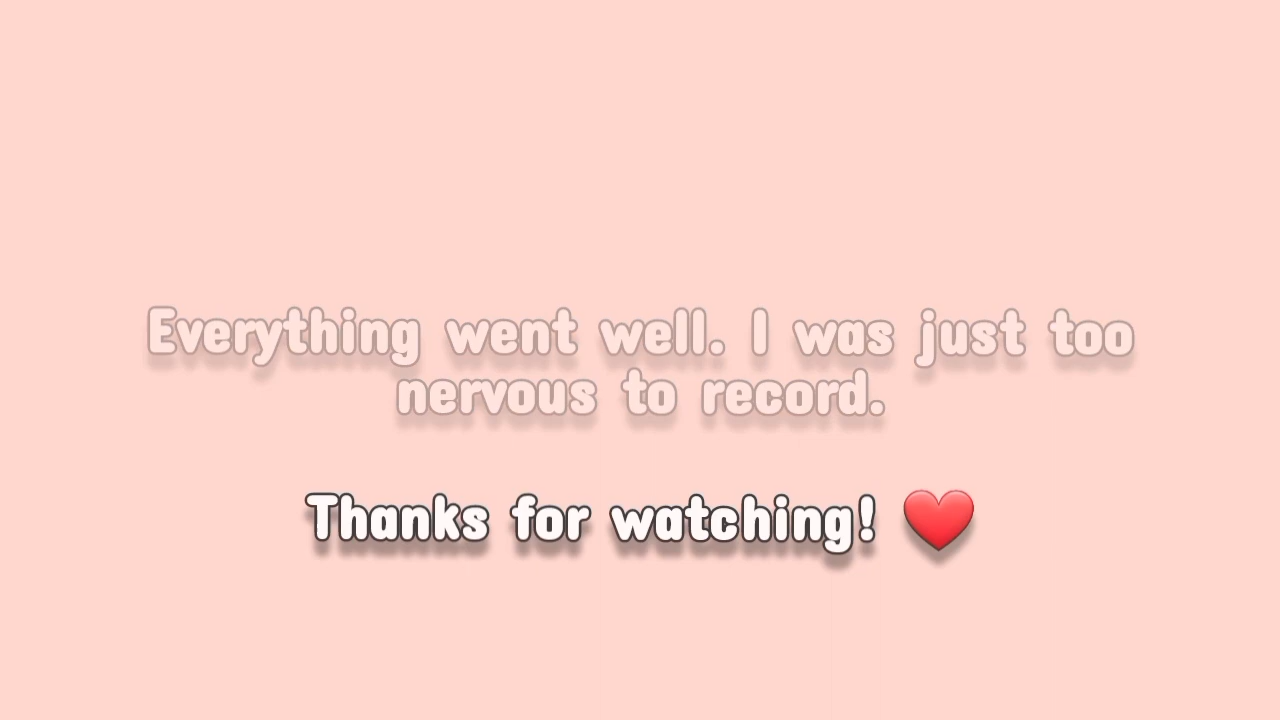 Everything went well. I was just too
nervous to record.
Thanks for watching! ❤️